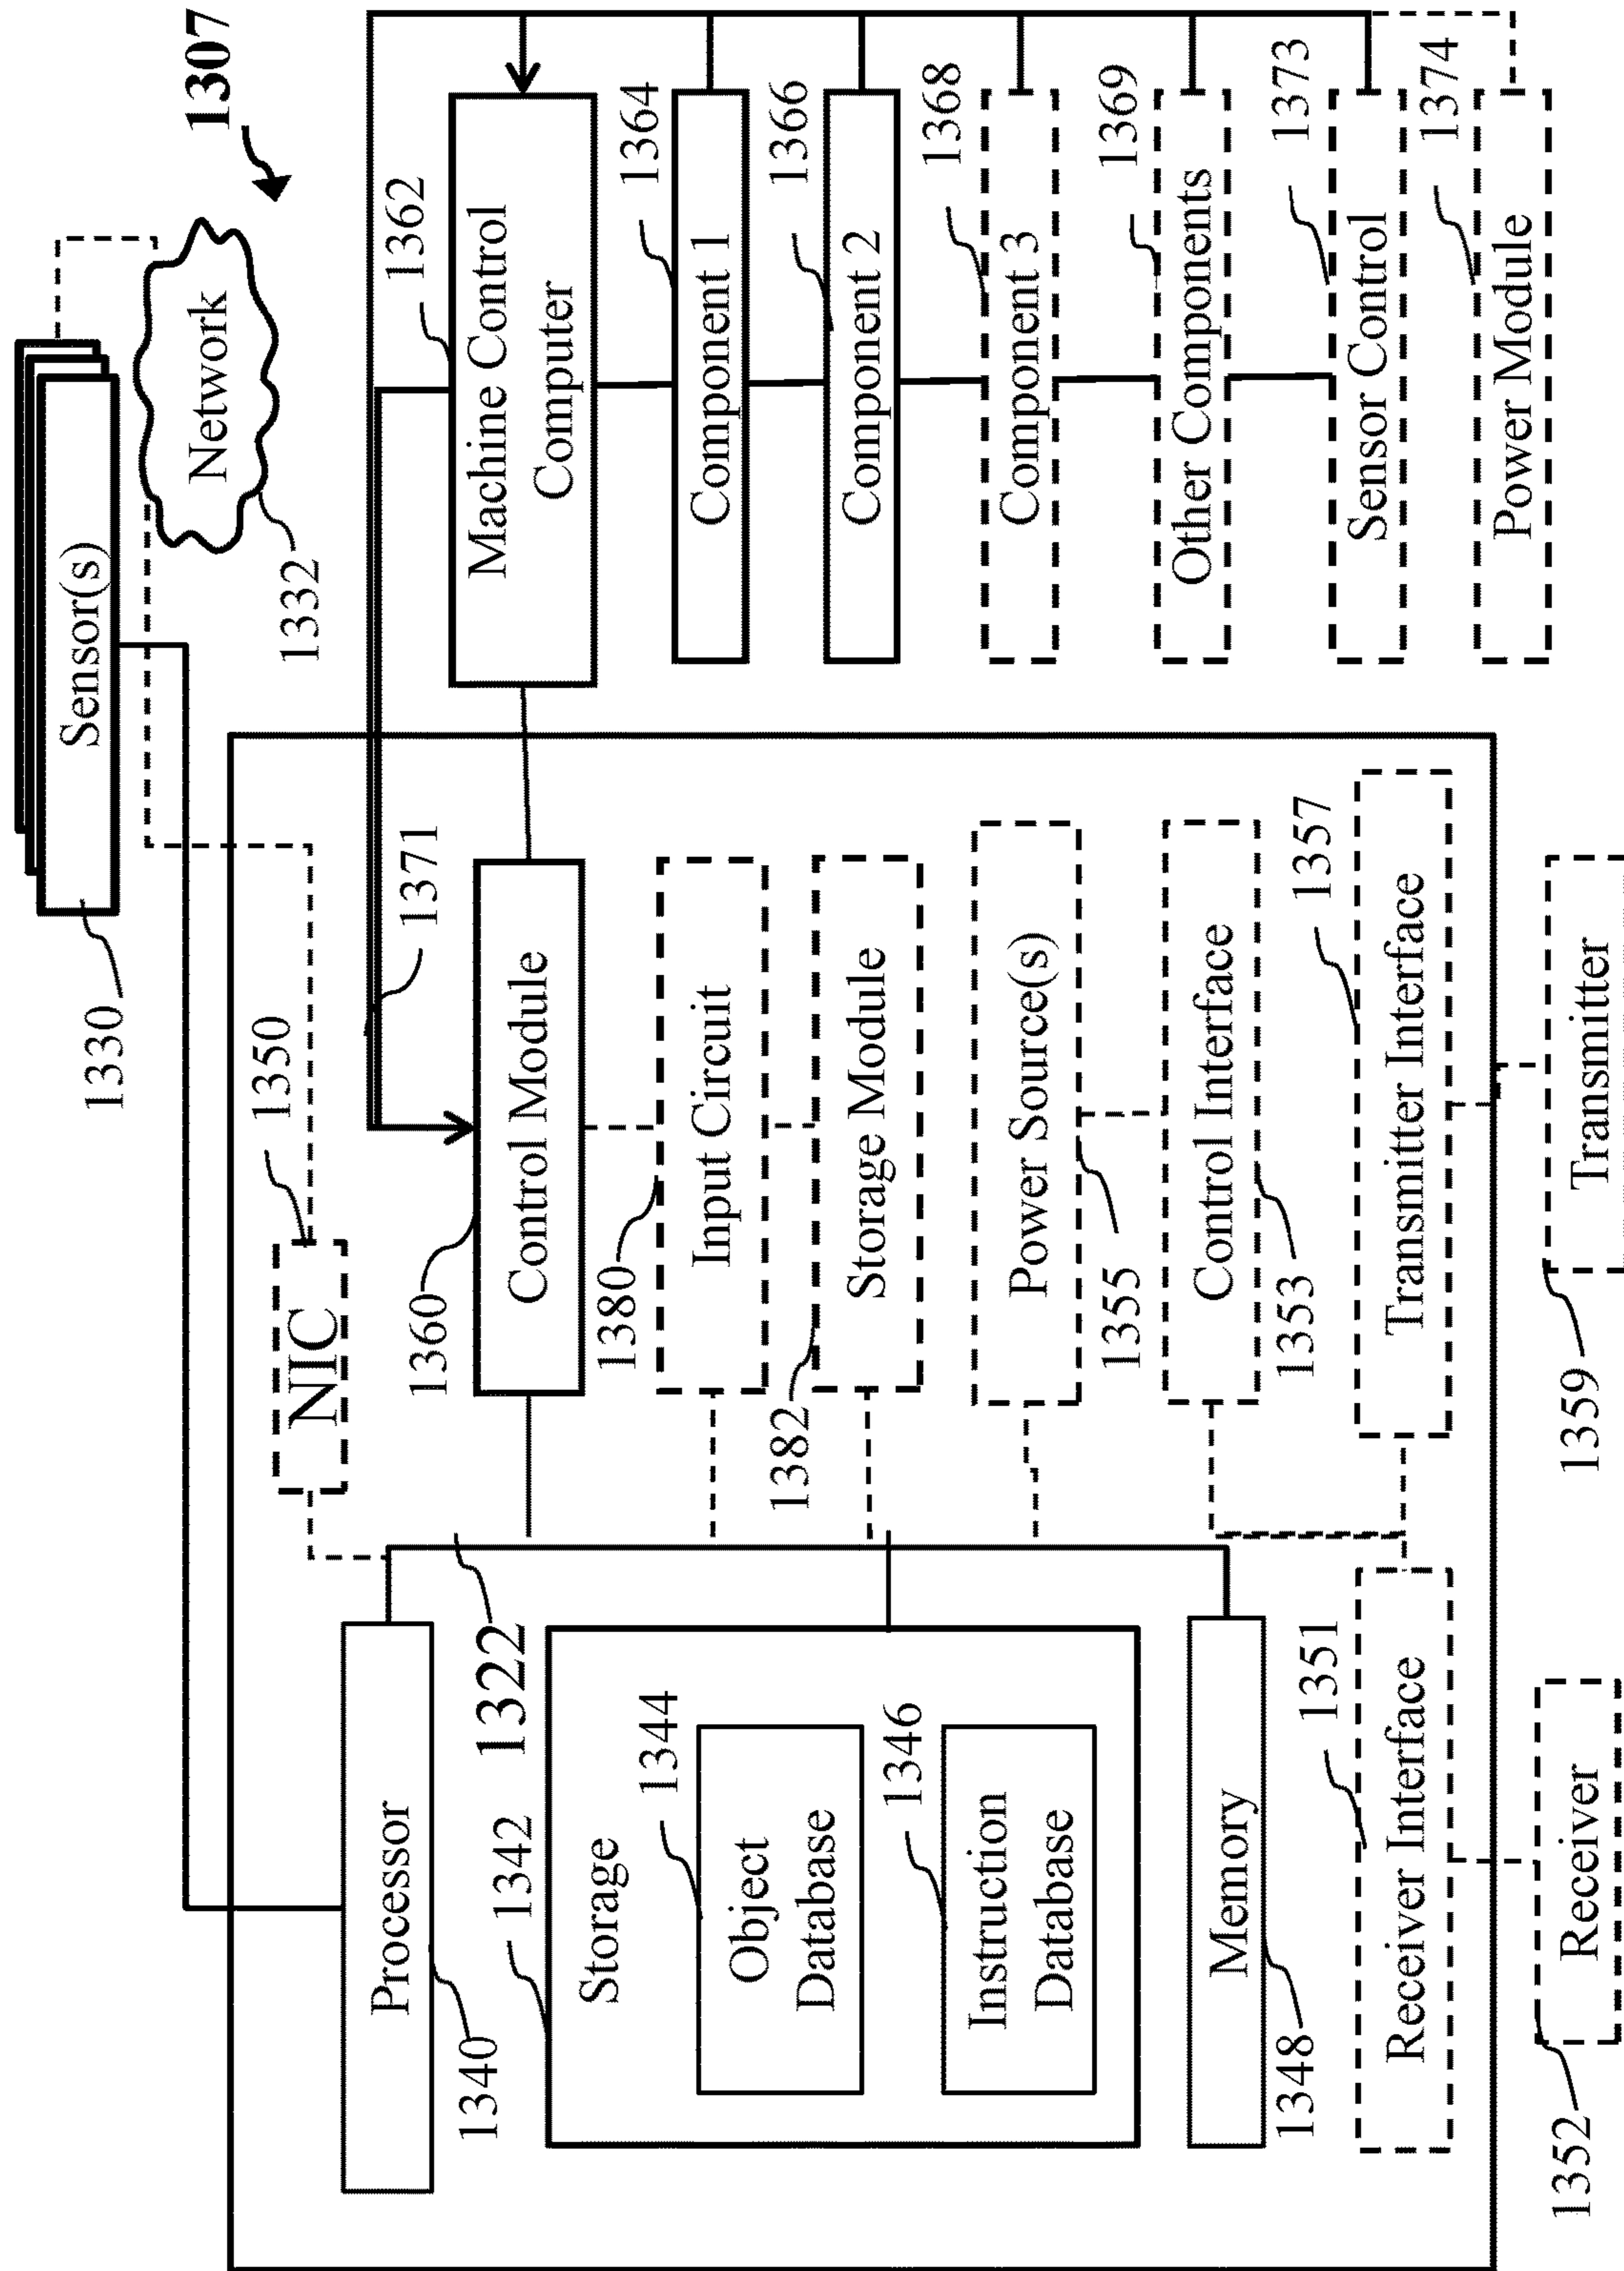 1307
Sensor(s)
1330
Network
1332
1350
NIC
1371
1362
Machine Control
Computer
1364
Component 1
1366
Component 2
1368
Component 3
1369
Other Components
1373
Sensor Control
1374
Power Module
Processor
1340
1322
1342
Storage
1344
Object
Database
1346
Instruction
Database
Memory
1348
1351
Receiver Interface
Receiver
1352
1360
Control Module
1380
Input Circuit
1382
Storage Module
Power Source(s)
1355
Control Interface
1353
1357
Transmitter Interface
Transmitter
1359